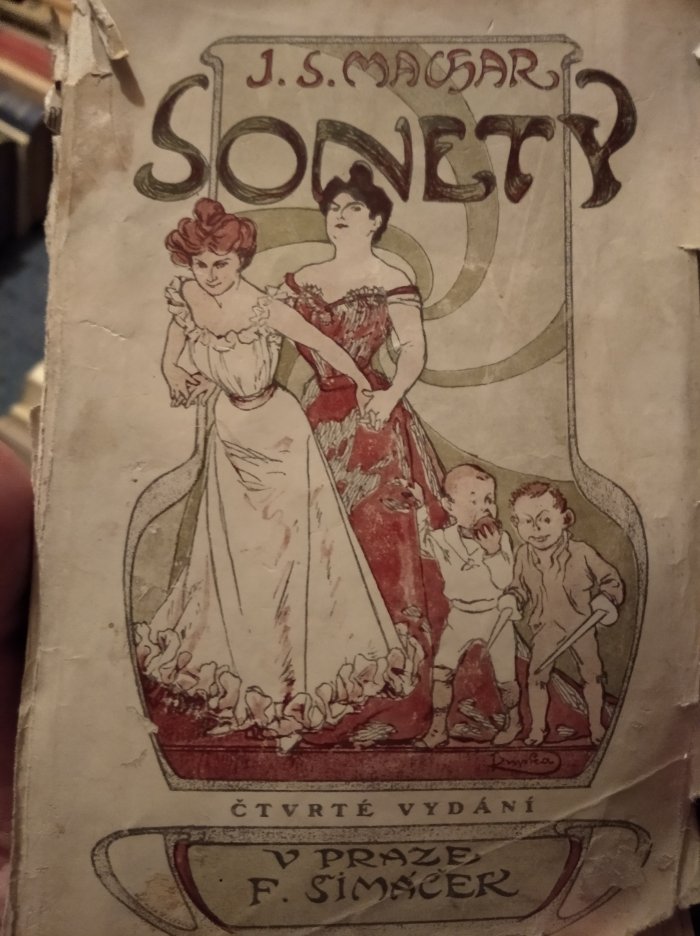 J. S. MACHAR
SONETY
ČTVRTÉ VYDÁNÍ
V PRAZE
F. ŠIMÁČEK